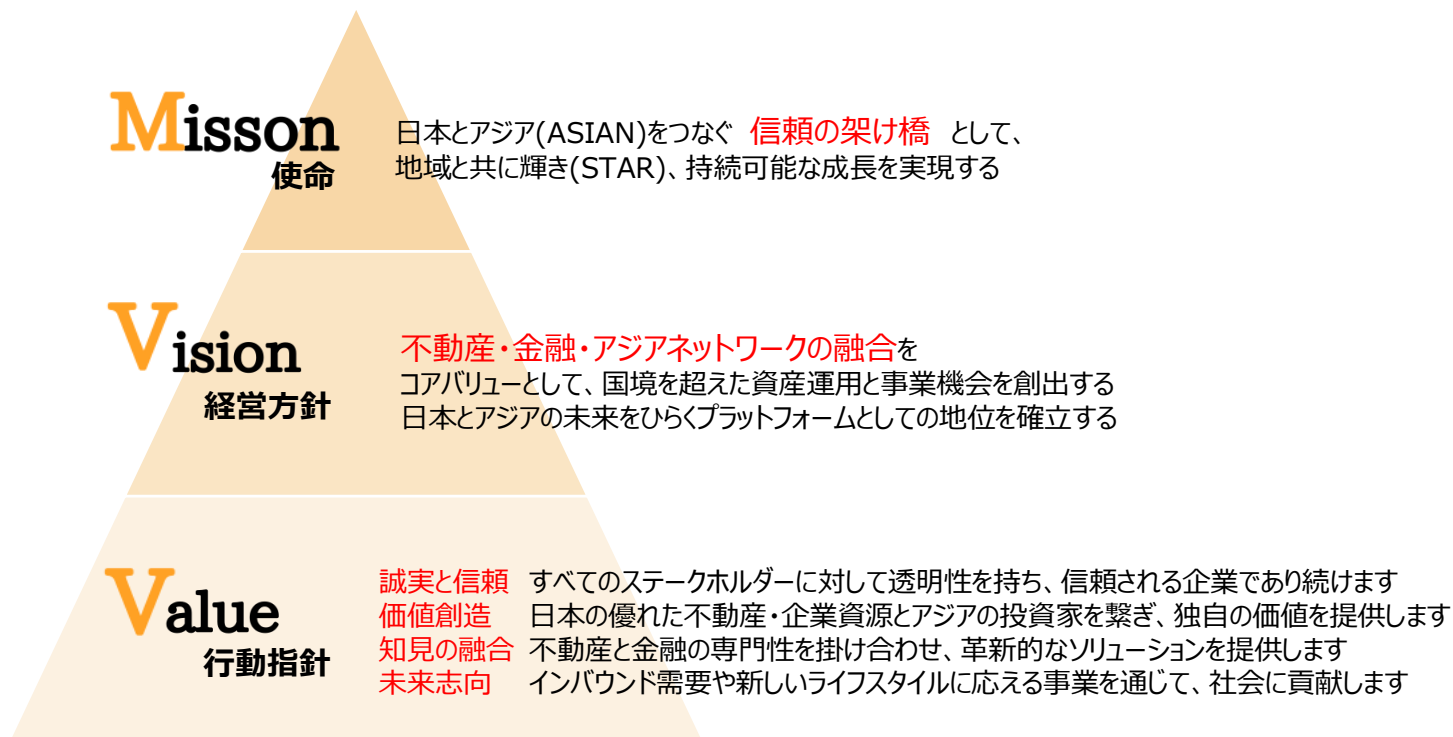 Misson
使命
日本とアジア(ASIAN)をつなぐ 信頼の架け橋 として、
地域と共に輝き(STAR)、持続可能な成長を実現する
Vision
経営方針
不動産・金融・アジアネットワークの融合を
コアバリューとして、国境を超えた資産運用と事業機会を創出する
日本とアジアの未来をひらくプラットフォームとしての地位を確立する
Value
行動指針
誠実と信頼 すべてのステークホルダーに対して透明性を持ち、信頼される企業であり続けます
価値創造 日本の優れた不動産・企業資源とアジアの投資家を繋ぎ、独自の価値を提供します
知見の融合 不動産と金融の専門性を掛け合わせ、革新的なソリューションを提供します
未来志向 インバウンド需要や新しいライフスタイルに応える事業を通じて、社会に貢献します